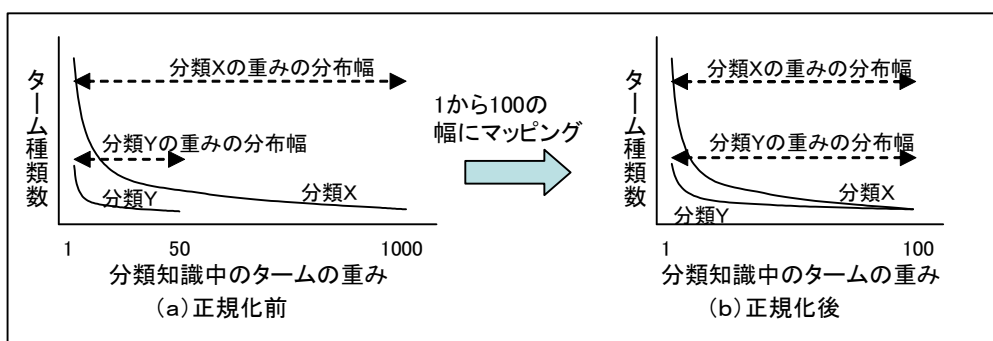 ターム種類数
分類Xの重みの分布幅
分類Yの重みの分布幅
分類Y
分類X
1
50
1000
分類知識中のタームの重み
(a)正規化前
1から100の
幅にマッピング
ターム種類数
分類Xの重みの分布幅
分類Yの重みの分布幅
分類X
分類Y
1
100
分類知識中のタームの重み
(b)正規化後